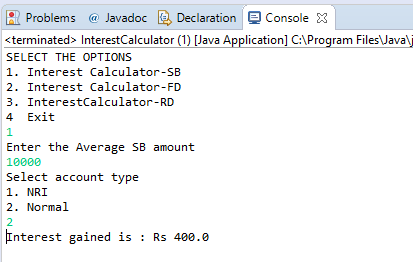 Problems @ Javadoc Declaration Console
<terminated> InterestCalculator (1) [Java Application] C:\Program Files\Java\j
SELECT THE OPTIONS
1. Interest Calculator-SB
2. Interest Calculator-FD
3. InterestCalculator-RD
4  Exit
1
Enter the Average SB amount
10000
Select account type
1. NRI
2. Normal
2
Interest gained is : Rs 400.0